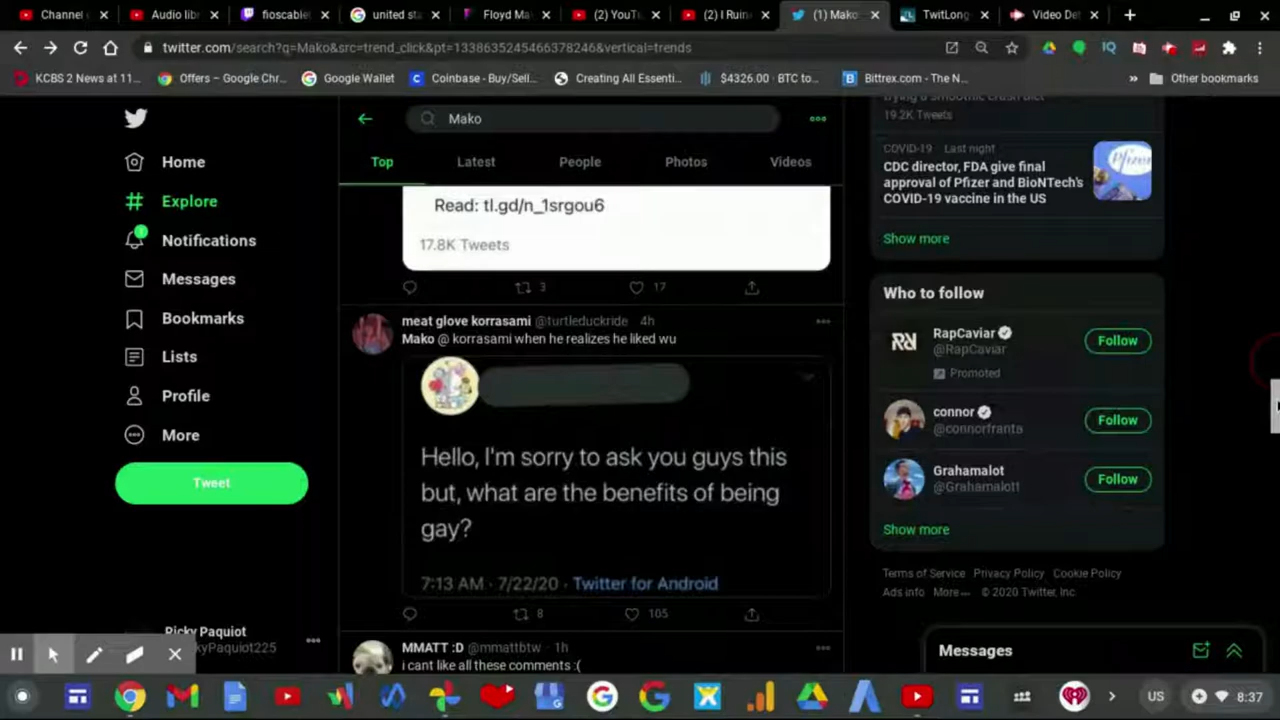 Channel c
Audio libr
fioscabiel
united sta
Floyd Ma
(2) YouTu
(2) I Ruin
(1) Mako
TwitLong
Video Det
twitter.com/search?q=Mako&src=trend_click&pt=1338635245466378246&vertical=trends
KCBS 2 News at 11...
Offers – Google Chr...
Google Wallet
Coinbase - Buy/Sell...
Creating All Essenti...
$4326.00 · BTC to...
Bittrex.com - The N...
Other bookmarks
Home
Explore
Notifications
Messages
Bookmarks
Lists
Profile
More
Tweet
Ricky Paquiot
kyPaquiot225
Mako
Top
Latest
People
Photos
Videos
Read: tl.gd/n_1srgou6
17.8K Tweets
3
17
meat glove korrasami @turtleduckride 4h
Mako @ korrasami when he realizes he liked wu
Hello, I'm sorry to ask you guys this
but, what are the benefits of being
gay?
7:13 AM · 7/22/20 · Twitter for Android
8
105
MMATT :D @mmattbtw · 1h
i cant like all these comments :(
19.2K Tweets
COVID-19 · Last night
CDC director, FDA give final
approval of Pfizer and BioNTech's
COVID-19 vaccine in the US
Pfizer
Show more
Who to follow
RapCaviar
@RapCaviar
Promoted
Follow
connor
@connorfranta
Follow
Grahamalot
@Grahamalott
Follow
Show more
Terms of Service Privacy Policy Cookie Policy
Ads info More © 2020 Twitter, Inc
Messages
US
8:37